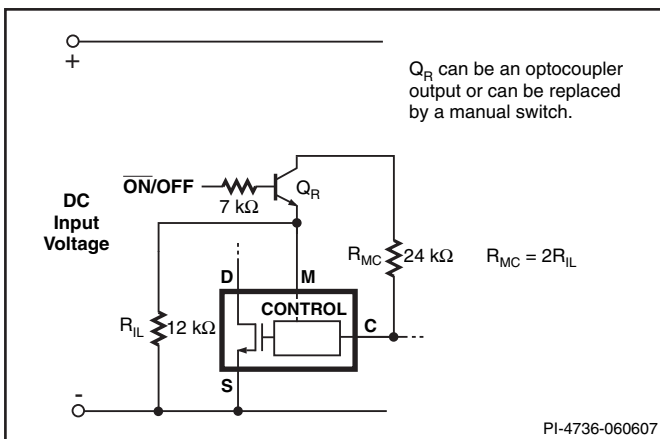 +
Q_R can be an optocoupler
output or can be replaced
by a manual switch.
ON/OFF
Q_R
7 kΩ
DC
Input
Voltage
R_MC
24 kΩ
R_MC = 2R_IL
D
M
CONTROL
C
R_IL
12 kΩ
S
-
PI-4736-060607